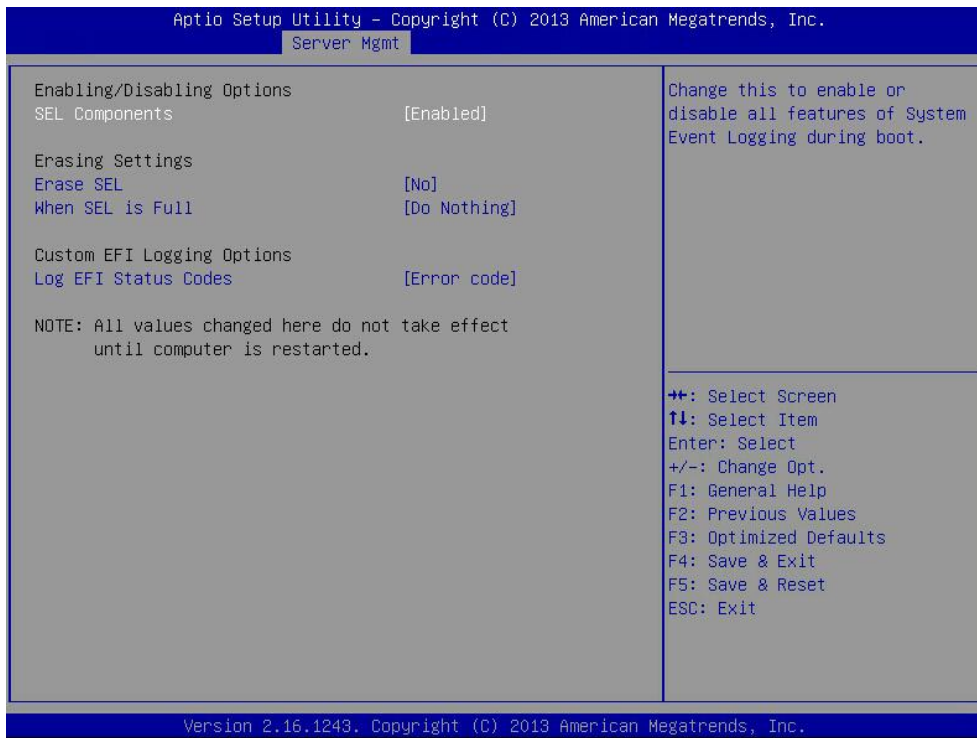 Aptio Setup Utility – Copyright (C) 2013 American Megatrends, Inc.
Server Mgmt
Enabling/Disabling Options
SEL Components [Enabled]
Erasing Settings
Erase SEL [No]
When SEL is Full [Do Nothing]
Custom EFI Logging Options
Log EFI Status Codes [Error code]
NOTE: All values changed here do not take effect
until computer is restarted.
Change this to enable or
disable all features of System
Event Logging during boot.
→←: Select Screen
↑↓: Select Item
Enter: Select
+/-: Change Opt.
F1: General Help
F2: Previous Values
F3: Optimized Defaults
F4: Save & Exit
F5: Save & Reset
ESC: Exit
Version 2.16.1243. Copyright (C) 2013 American Megatrends, Inc.